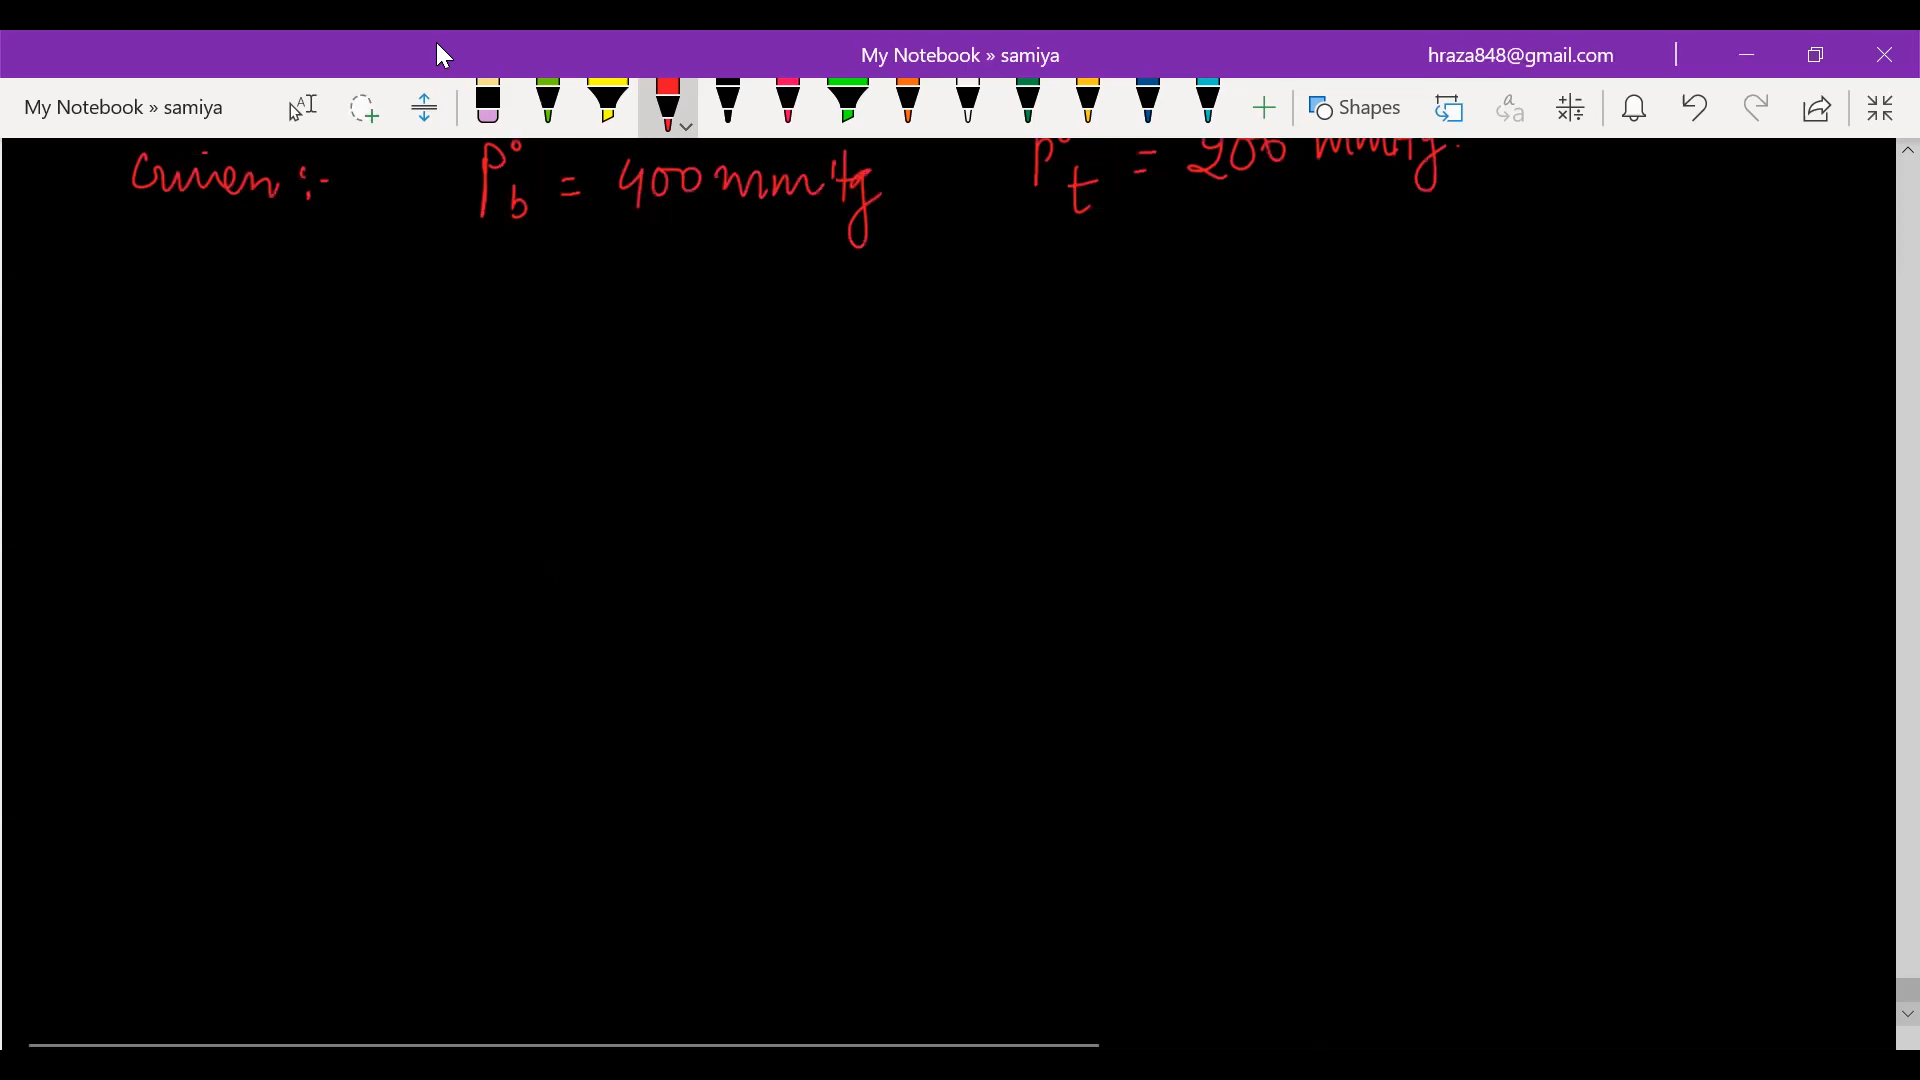 My Notebook » samiya hraza848@gmail.com
My Notebook » samiya Shapes
Given :- P°b = 400 mmHg P°t = 200 mmHg.